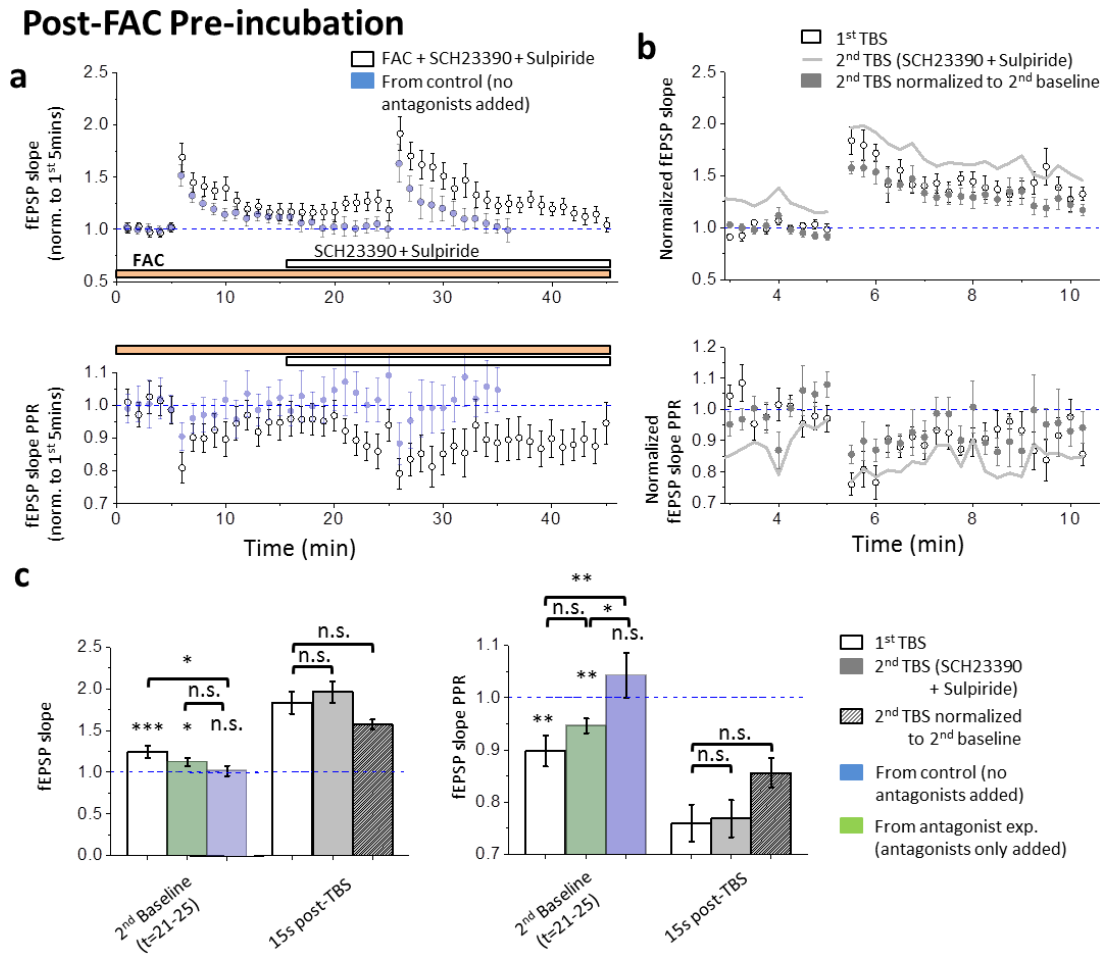 Post-FAC Pre-incubation
a
FAC + SCH23390 + Sulpiride
From control (no
antagonists added)
fEPSP slope
(norm. to 1st 5mins)
2.5
2.0
1.5
1.0
0.5
FAC
SCH23390 + Sulpiride
0 10 20 30 40
fEPSP slope PPR
(norm. to 1st 5mins)
1.1
1.0
0.9
0.8
0.7
0 10 20 30 40
Time (min)
b
1st TBS
2nd TBS (SCH23390 + Sulpiride)
2nd TBS normalized to 2nd baseline
Normalized fEPSP slope
2.5
2.0
1.5
1.0
0.5
4 6 8 10
Normalized
fEPSP slope PPR
1.2
1.1
1.0
0.9
0.8
0.7
4 6 8 10
Time (min)
c
fEPSP slope
2.5
2.0
1.5
1.0
0.5
0.0
*
n.s.
*** * n.s.
n.s.
n.s.
2nd Baseline
(t=21-25)
15s post-TBS
fEPSP slope PPR
1.1
1.0
0.9
0.8
0.7
**
n.s. *
n.s.
**
**
n.s.
n.s.
2nd Baseline
(t=21-25)
15s post-TBS
1st TBS
2nd TBS (SCH23390
+ Sulpiride)
2nd TBS normalized
to 2nd baseline
From control (no
antagonists added)
From antagonist exp.
(antagonists only added)